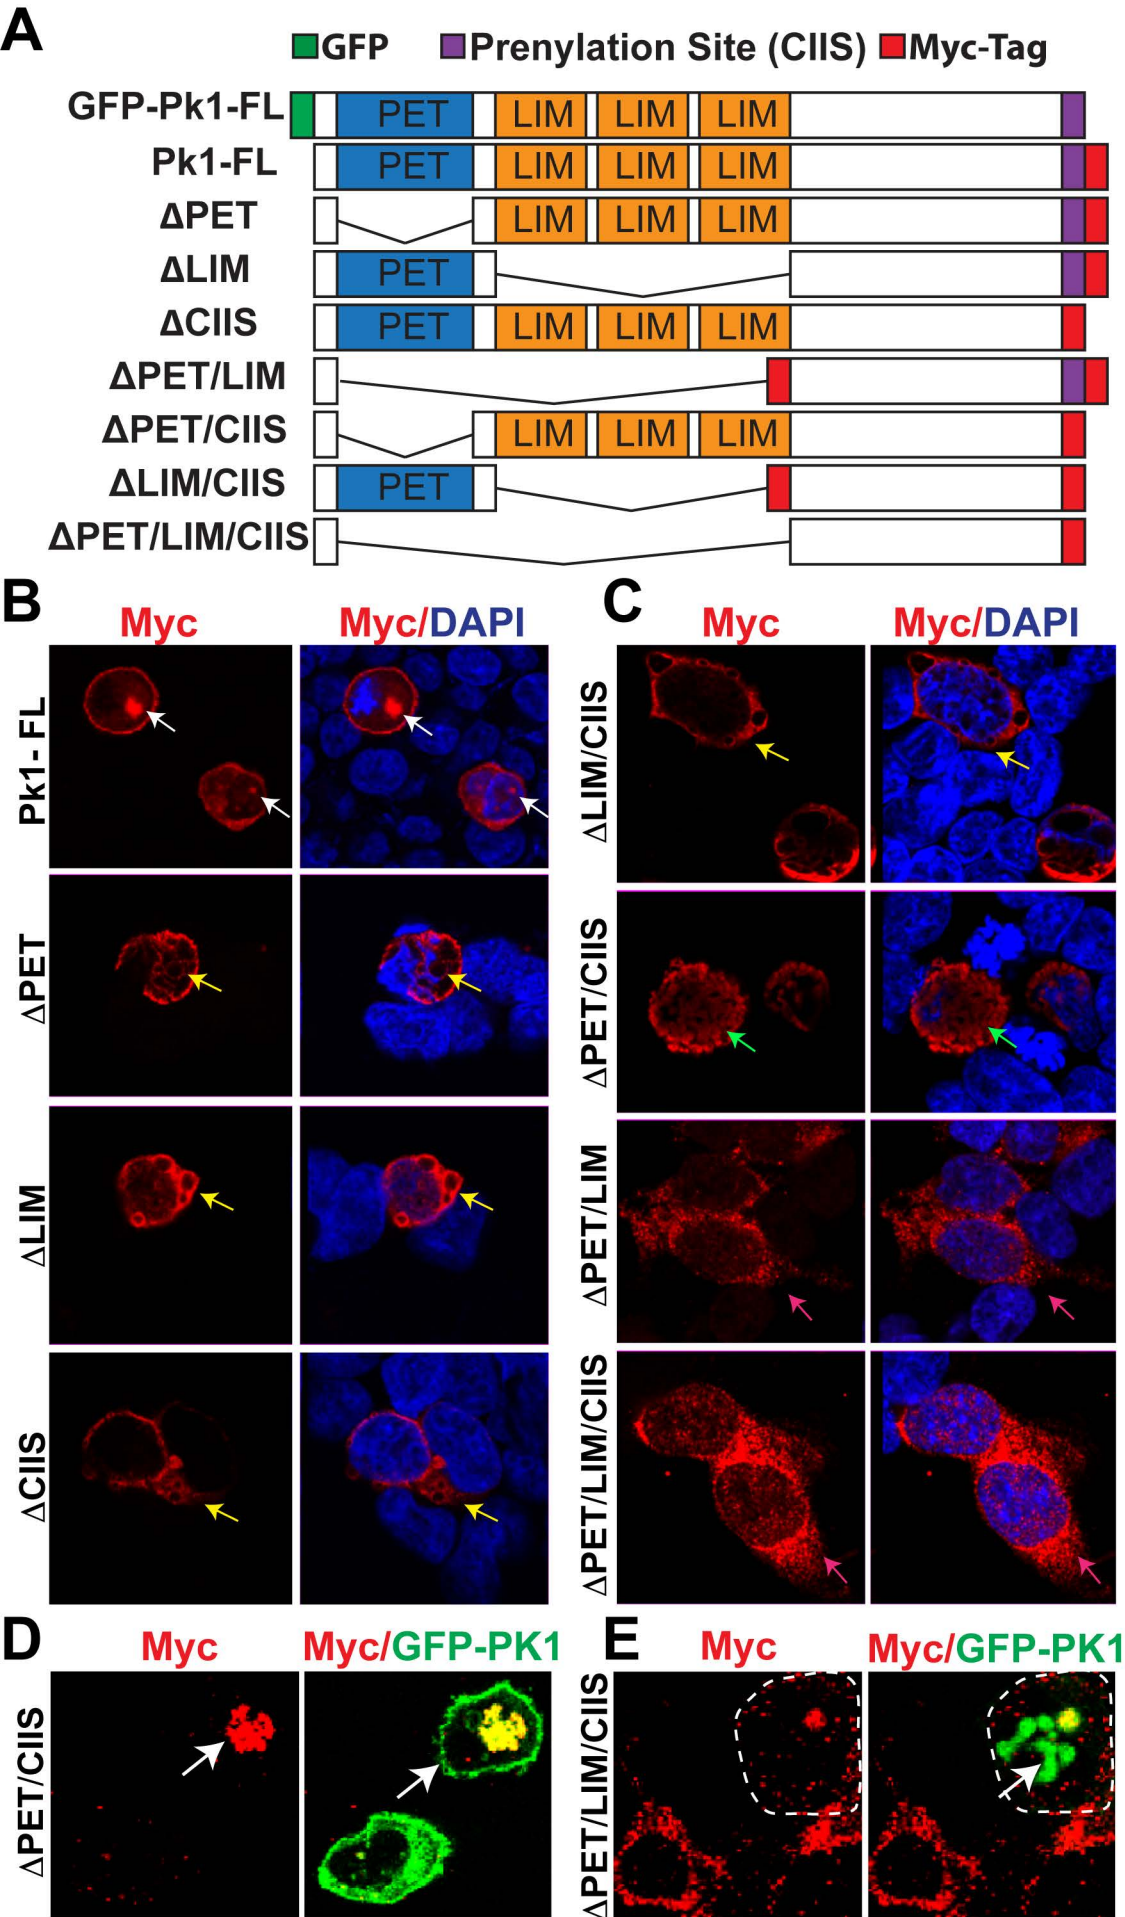 A
GFP Prenylation Site (CIIS) Myc-Tag
GFP-Pk1-FL PET LIM LIM LIM
Pk1-FL PET LIM LIM LIM
ΔPET LIM LIM LIM
ΔLIM PET
ΔCIIS PET LIM LIM LIM
ΔPET/LIM
ΔPET/CIIS LIM LIM LIM
ΔLIM/CIIS PET
ΔPET/LIM/CIIS
B
Myc Myc/DAPI
Pk1- FL
ΔPET
ΔLIM
ΔCIIS
C
Myc Myc/DAPI
ΔLIM/CIIS
ΔPET/CIIS
ΔPET/LIM
ΔPET/LIM/CIIS
D
Myc Myc/GFP-PK1
ΔPET/CIIS
E
Myc Myc/GFP-PK1
ΔPET/LIM/CIIS